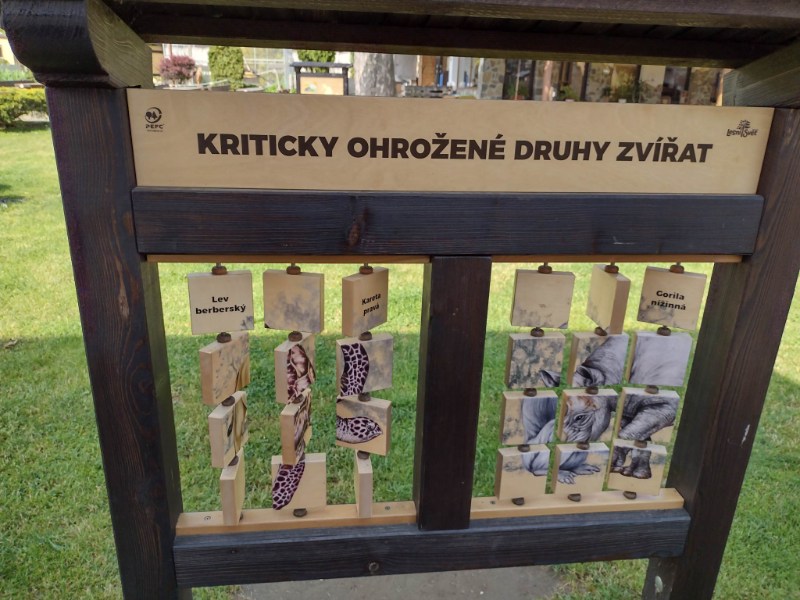 PEFC
KRITICKY OHROŽENÉ DRUHY ZVÍŘAT
Lev
berberský
Kareta
pravá
Gorila
nížinná